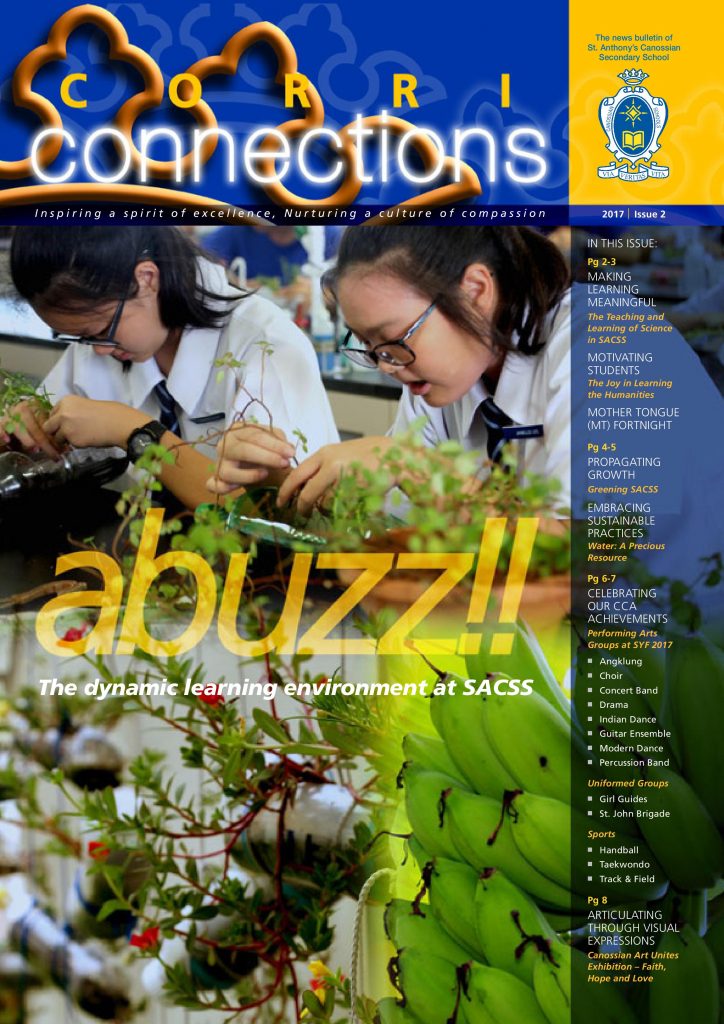 The news bulletin of
St. Anthony's Canossian
Secondary School
CORRI
connections
VIA VERITAS VITA
Inspiring a spirit of excellence, Nurturing a culture of compassion
2017 | Issue 2
IN THIS ISSUE:
Pg 2-3
MAKING
LEARNING
MEANINGFUL
The Teaching and
Learning of Science
in SACSS
MOTIVATING
STUDENTS
The Joy in Learning
the Humanities
MOTHER TONGUE
(MT) FORTNIGHT
Pg 4-5
PROPAGATING
GROWTH
Greening SACSS
EMBRACING
SUSTAINABLE
PRACTICES
Water: A Precious
Resource
Pg 6-7
CELEBRATING
OUR CCA
ACHIEVEMENTS
Performing Arts
Groups at SYF 2017
■ Angklung
■ Choir
■ Concert Band
■ Drama
■ Indian Dance
■ Guitar Ensemble
■ Modern Dance
■ Percussion Band
Uniformed Groups
■ Girl Guides
■ St. John Brigade
Sports
■ Handball
■ Taekwondo
■ Track & Field
Pg 8
ARTICULATING
THROUGH VISUAL
EXPRESSIONS
Canossian Art Unites
Exhibition – Faith,
Hope and Love
abuzz!!
The dynamic learning environment at SACSS